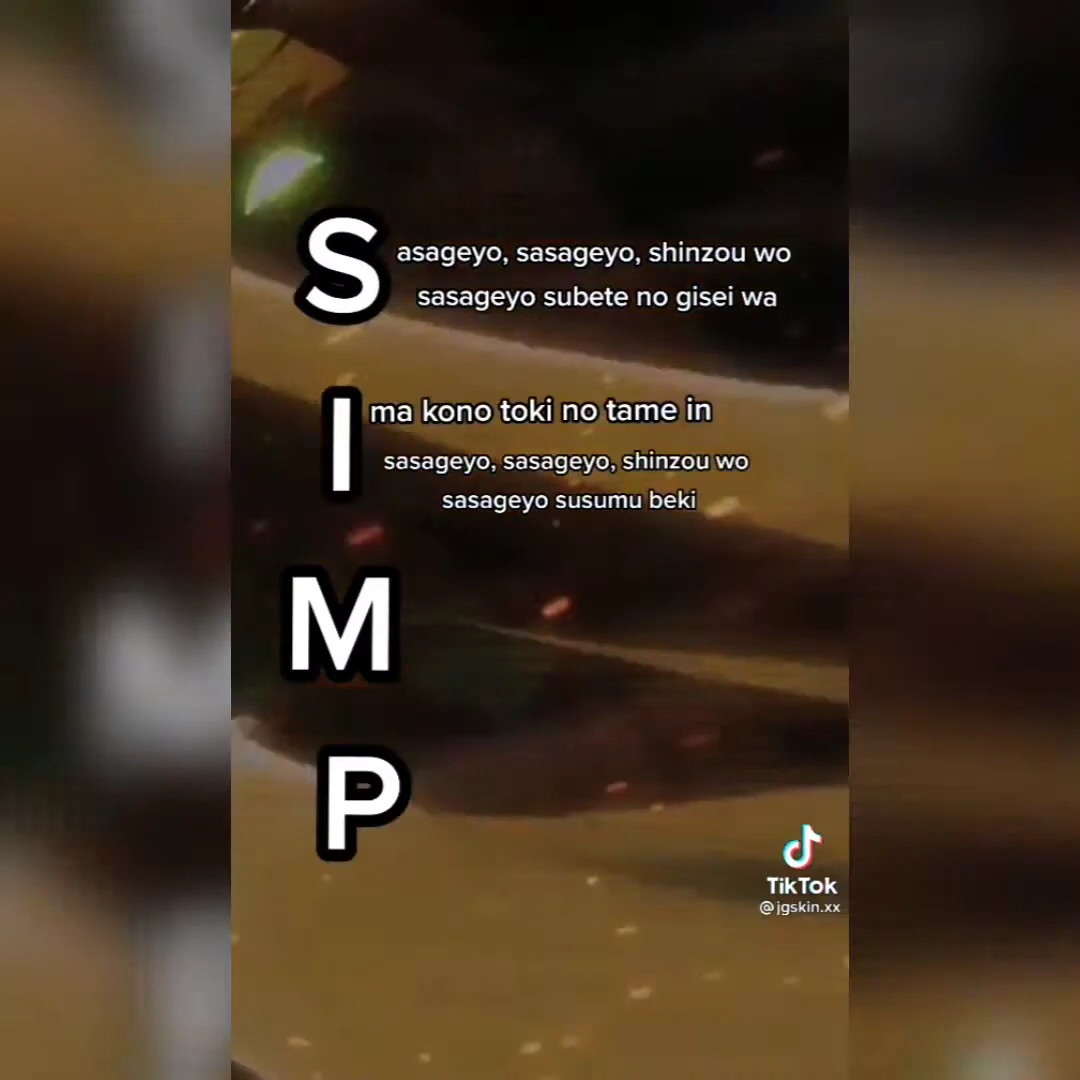 S asageyo, sasageyo, shinzou wo
sasageyo subete no gisei wa
I ma kono toki no tame in
sasageyo, sasageyo, shinzou wo
sasageyo susumu beki
M
P
TikTok
@jgskin.xx